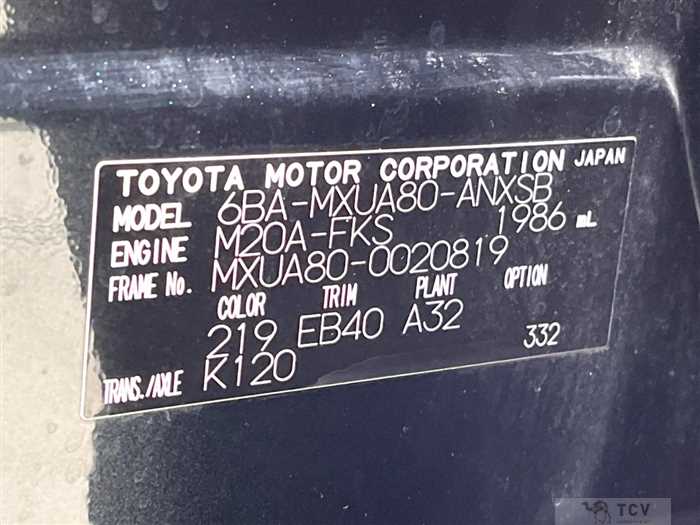 TOYOTA MOTOR CORPORATION JAPAN
MODEL 6BA-MXUA80-ANXSB
ENGINE M20A-FKS 1986 mL
FRAME No. MXUA80-0020819
COLOR TRIM PLANT OPTION
219 EB40 A32 332
TRANS./AXLE K120
TCV